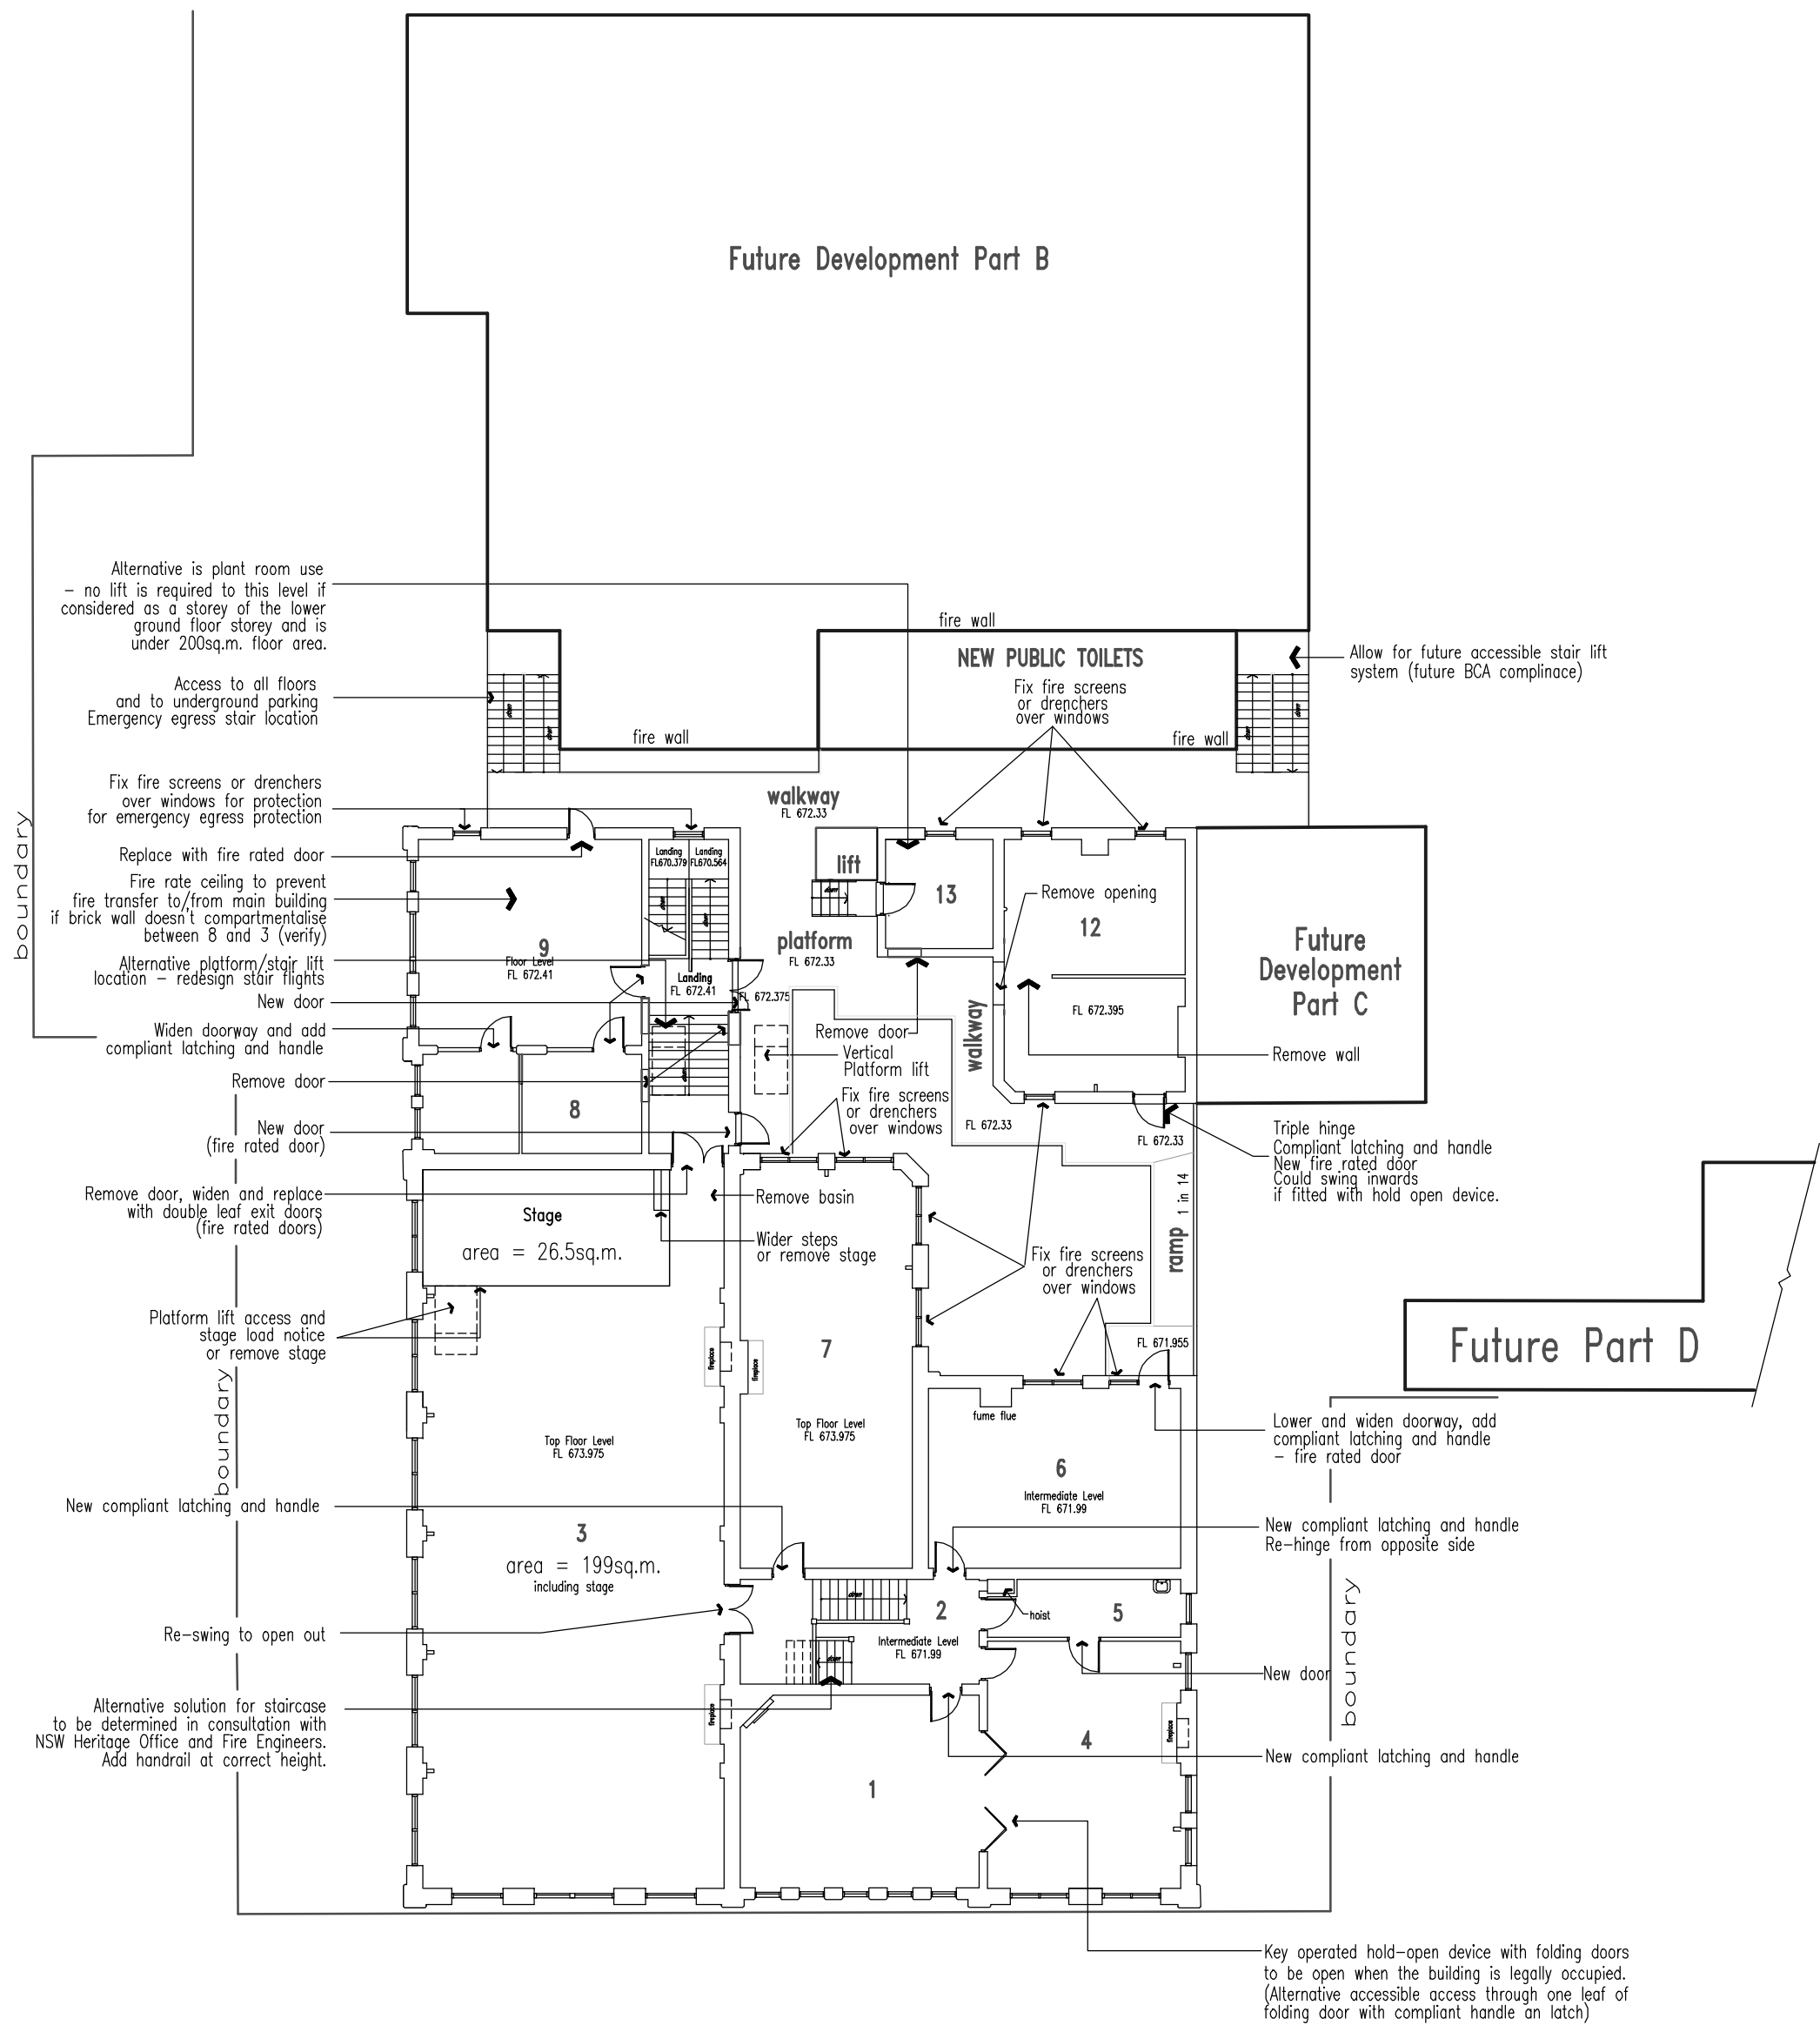 Future Development Part B
Alternative is plant room use
– no lift is required to this level if
considered as a storey of the lower
ground floor storey and is
under 200sq.m. floor area.
fire wall
NEW PUBLIC TOILETS
Fix fire screens
or drenchers
over windows
Allow for future accessible stair lift
system (future BCA complinace)
Access to all floors
and to underground parking
Emergency egress stair location
down
down
down
down
fire wall
fire wall
Fix fire screens or drenchers
over windows for protection
for emergency egress protection
walkway
FL 672.33
boundary
Replace with fire rated door
Fire rate ceiling to prevent
fire transfer to/from main building
if brick wall doesn't compartmentalise
between 8 and 3 (verify)
Landing
FL670.379
Landing
FL670.564
down
down
lift
down
13
Remove opening
12
9
Floor Level
FL 672.41
platform
FL 672.33
Future
Development
Part C
Alternative platform/stair lift
location – redesign stair flights
Landing
FL 672.41
New door
FL 672.375
FL 672.395
Widen doorway and add
compliant latching and handle
Remove door
walkway
Vertical
Platform lift
Remove wall
Remove door
down
8
Fix fire screens
or drenchers
over windows
New door
(fire rated door)
FL 672.33
FL 672.33
Triple hinge
Compliant latching and handle
New fire rated door
Could swing inwards
if fitted with hold open device.
Remove door, widen and replace
with double leaf exit doors
(fire rated doors)
Remove basin
Stage
area = 26.5sq.m.
Wider steps
or remove stage
Fix fire screens
or drenchers
over windows
ramp 1 in 14
Platform lift access and
stage load notice
or remove stage
7
fireplace
fireplace
FL 671.955
Future Part D
boundary
fume flue
Top Floor Level
FL 673.975
Top Floor Level
FL 673.975
Lower and widen doorway, add
compliant latching and handle
– fire rated door
6
Intermediate Level
FL 671.99
New compliant latching and handle
3
area = 199sq.m.
including stage
New compliant latching and handle
Re-hinge from opposite side
down
2
hoist
5
boundary
Re-swing to open out
Intermediate Level
FL 671.99
down
New door
Alternative solution for staircase
to be determined in consultation with
NSW Heritage Office and Fire Engineers.
Add handrail at correct height.
fireplace
fireplace
4
New compliant latching and handle
1
Key operated hold-open device with folding doors
to be open when the building is legally occupied.
(Alternative accessible access through one leaf of
folding door with compliant handle an latch)